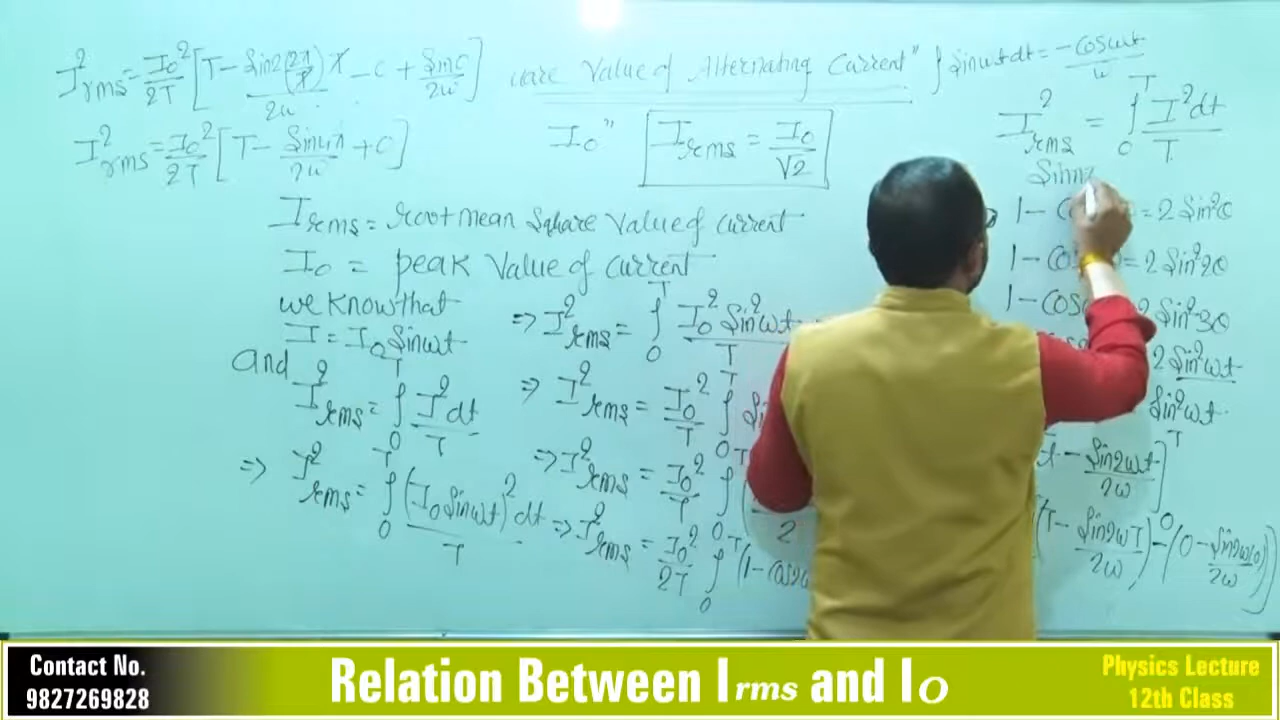 I²rms = I₀²/2T [T - Sin2(2π/T)T/2ω - 0 + Sin0/2ω]
I²rms = I₀²/2T [T - Sin4π/2ω + 0]
uare Value of Alternating Current"
∫ Sinωt dt = -Cosωt/ω
I₀"
Irms = I₀/√2
I²rms = ∫₀ᵀ I²dt/T
Irms = root mean Square Value of Current
I₀ = peak Value of Current
we Know that
I = I₀ Sinωt
and
I²rms = ∫₀ᵀ I²dt/T
=> I²rms = ∫₀ᵀ (I₀ Sinωt)² dt/T
=> I²rms = ∫₀ᵀ I₀² Sin²ωt/T
=> I²rms = I₀²/T ∫₀ᵀ
=> I²rms = I₀²/T ∫₀ᵀ
=> I²rms = I₀²/2T ∫₀ᵀ (1 - Cos2ω
Sinnπ
1 - Co = 2 Sin²θ
1 - Cos = 2 Sin²2θ
1 - Cos 2 Sin²3θ
2 Sin²ωt
Sin²ωt
t - Sin2ωt/2ω]₀ᵀ
(T - Sin2ωT/2ω) - (0 - Sin2ω(0)/2ω)]
Contact No.
9827269828
Relation Between Irms and IO
Physics Lecture
12th Class